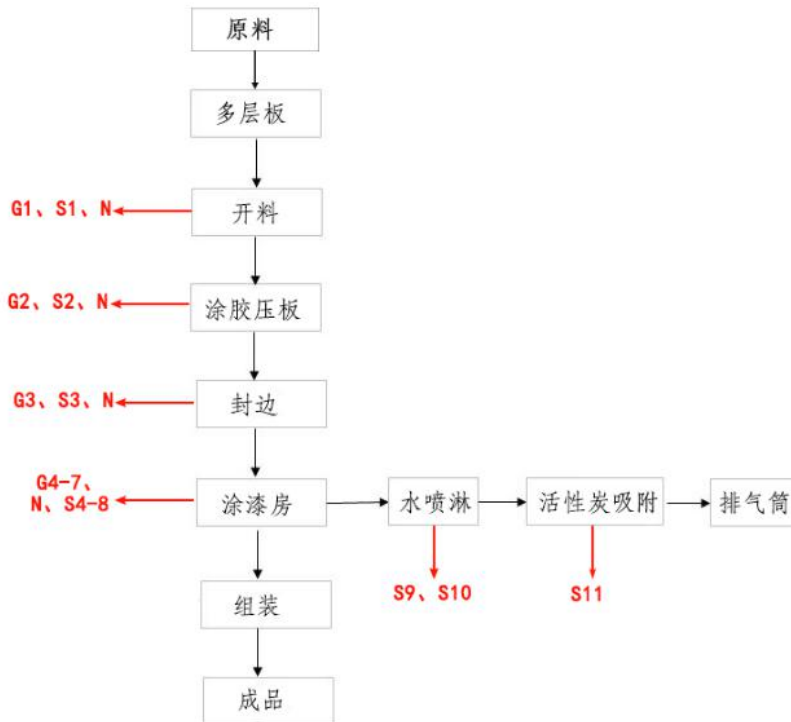 原料
多层板
G1、S1、N
开料
G2、S2、N
涂胶压板
G3、S3、N
封边
G4-7、
N、S4-8
涂漆房
水喷淋
活性炭吸附
排气筒
S9、S10
S11
组装
成品